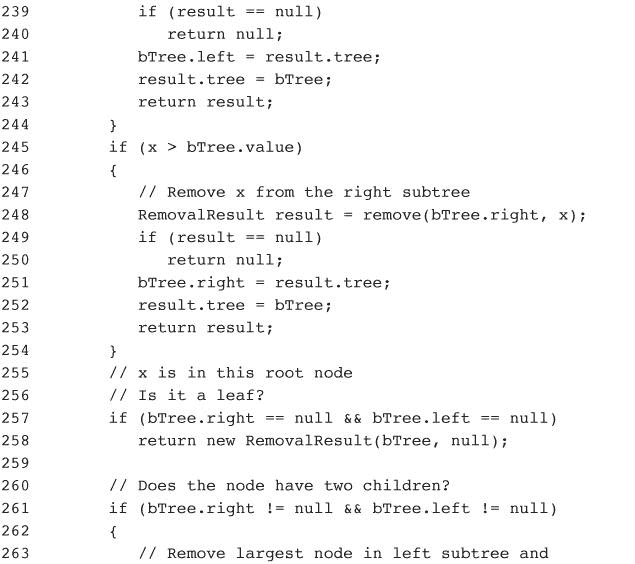 239            if (result == null)
240               return null;
241            bTree.left = result.tree;
242            result.tree = bTree;
243            return result;
244         }
245         if (x > bTree.value)
246         {
247            // Remove x from the right subtree
248            RemovalResult result = remove(bTree.right, x);
249            if (result == null)
250               return null;
251            bTree.right = result.tree;
252            result.tree = bTree;
253            return result;
254         }
255         // x is in this root node
256         // Is it a leaf?
257         if (bTree.right == null && bTree.left == null)
258            return new RemovalResult(bTree, null);
259
260         // Does the node have two children?
261         if (bTree.right != null && bTree.left != null)
262         {
263            // Remove largest node in left subtree and